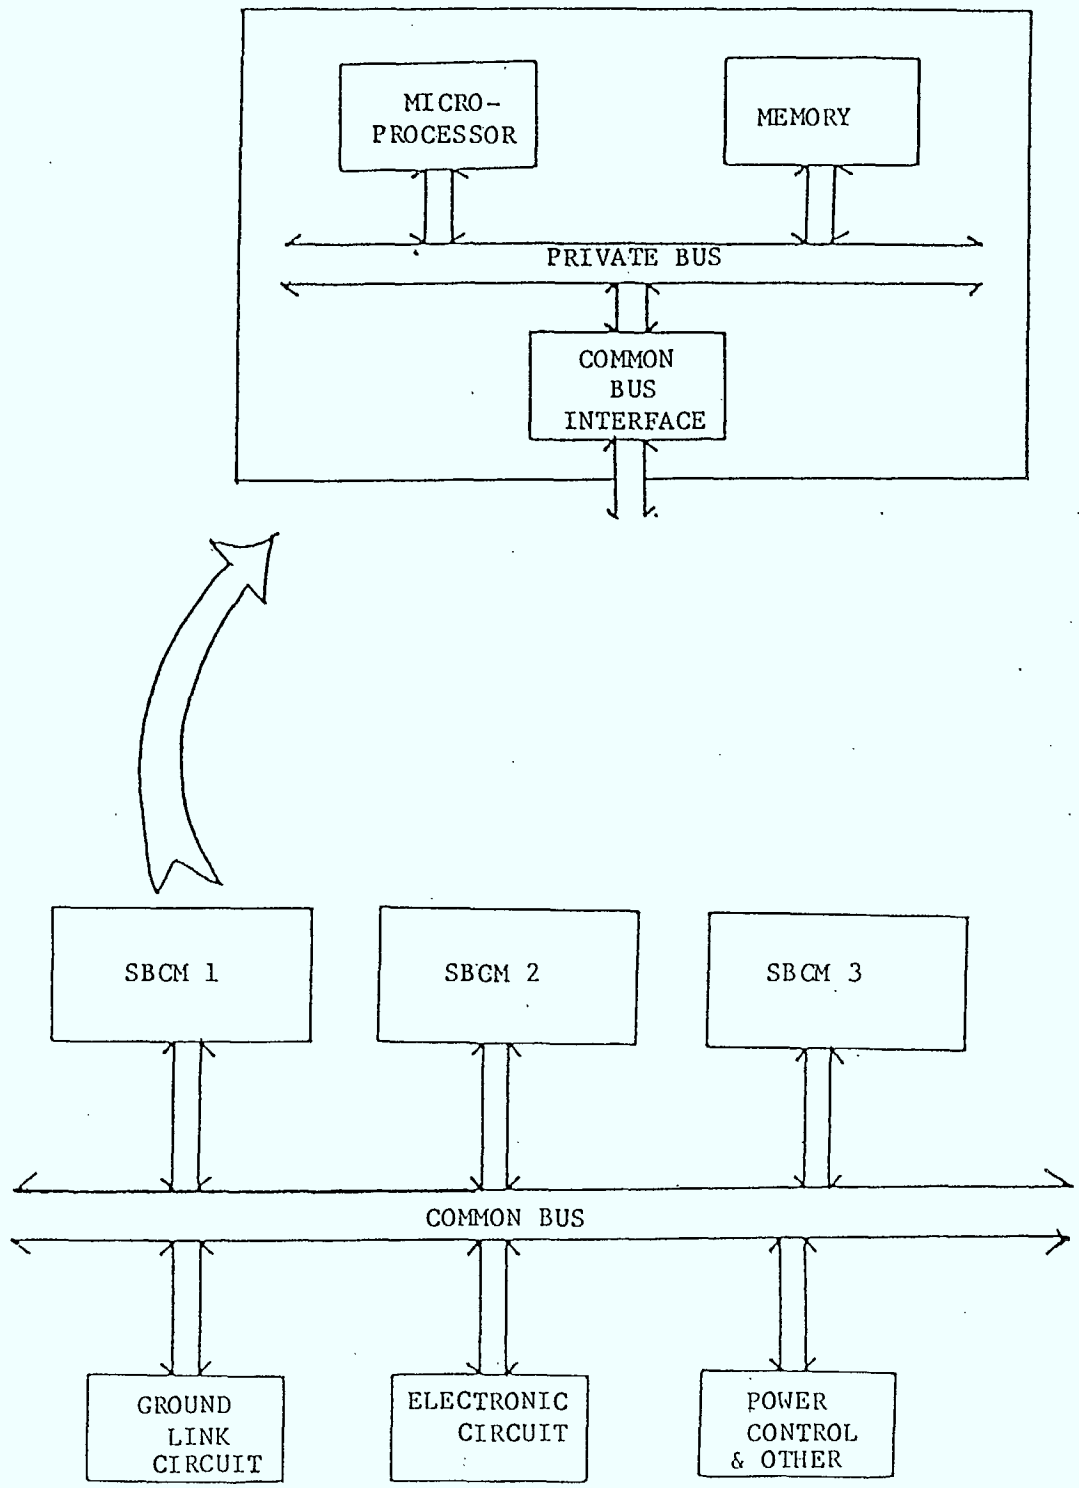 MICRO-
PROCESSOR
MEMORY
PRIVATE BUS
COMMON
BUS
INTERFACE
SBCM 1
SBCM 2
SBCM 3
COMMON BUS
GROUND
LINK
CIRCUIT
ELECTRONIC
CIRCUIT
POWER
CONTROL
& OTHER